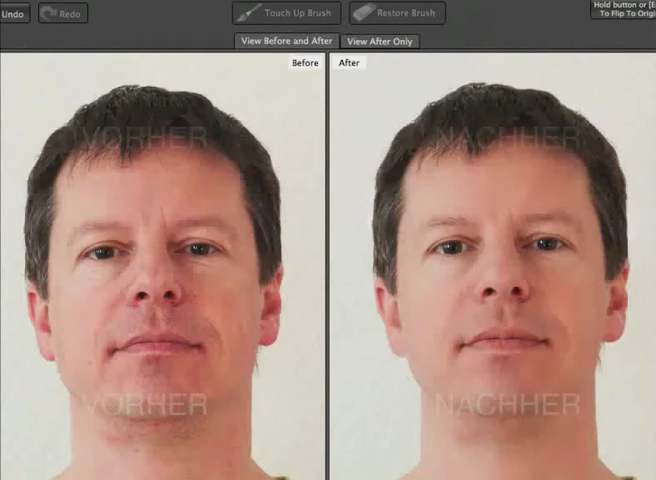 Undo
Redo
Touch Up Brush
Restore Brush
Hold button or [E
To Flip To Origi
View Before and After
View After Only
Before
After
VORHER
NACHHER
VORHER
NACHHER